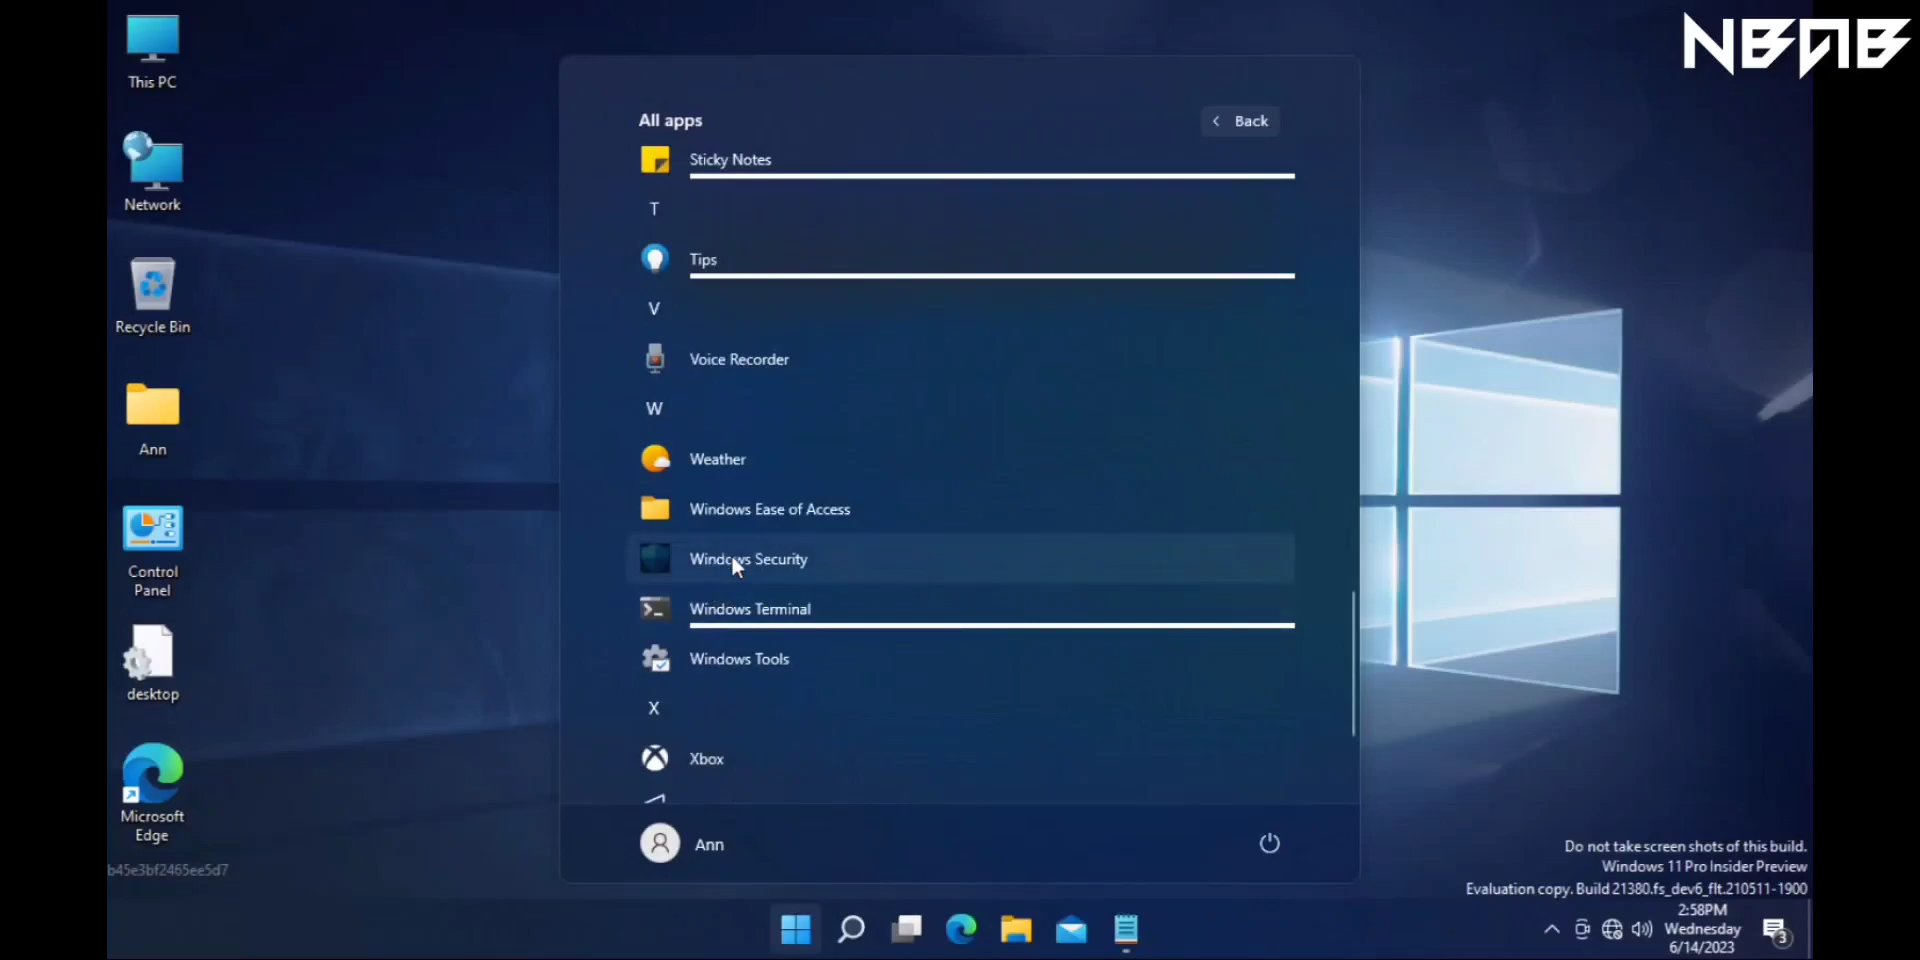 NBAB
This PC
Network
Recycle Bin
Ann
Control
Panel
desktop
Microsoft
Edge
b45e3bf2465ee5d7
All apps
Back
Sticky Notes
T
Tips
V
Voice Recorder
W
Weather
Windows Ease of Access
Windows Security
Windows Terminal
Windows Tools
X
Xbox
Ann
Do not take screen shots of this build.
Windows 11 Pro Insider Preview
Evaluation copy. Build 21380.fs_dev6_flt.210511-1900
2:58PM
Wednesday
6/14/2023
3